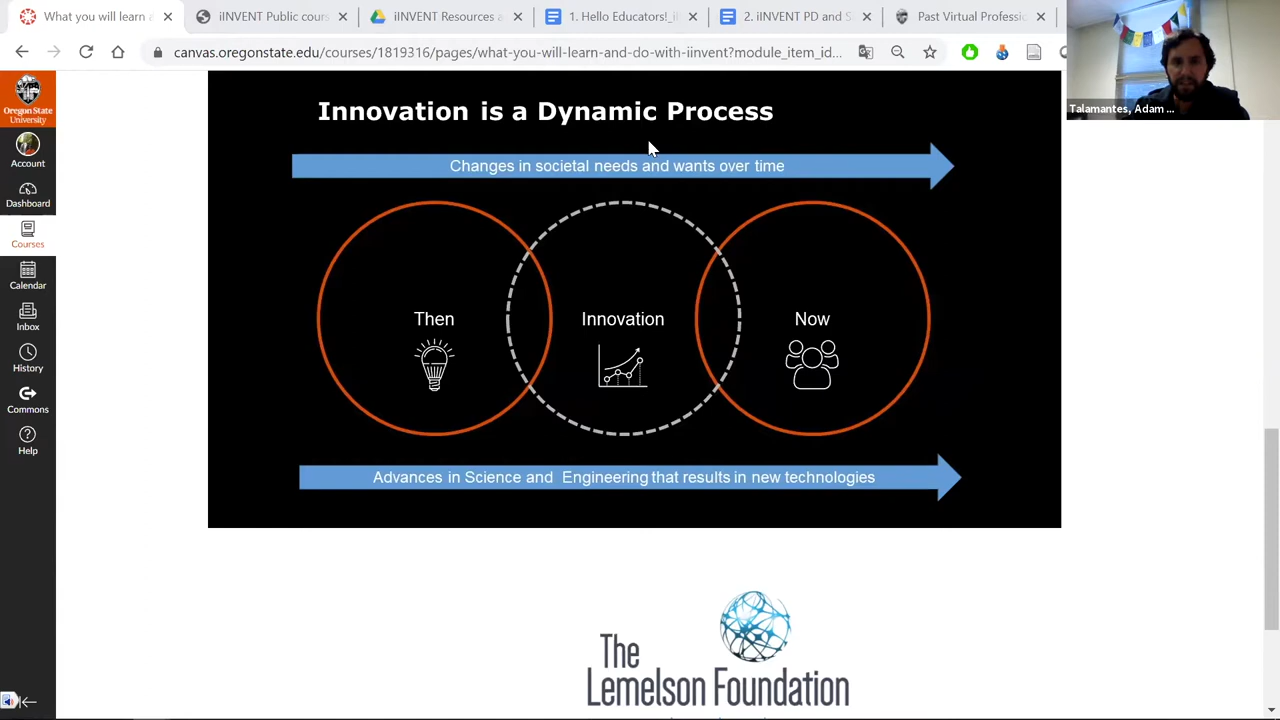 What you will learn a
iINVENT Public cour
iINVENT Resources a
1. Hello Educators!_i
2. iINVENT PD and S
Past Virtual Professio
canvas.oregonstate.edu/courses/1819316/pages/what-you-will-learn-and-do-with-iinvent?module_item_id...
Talamantes, Adam ...
Oregon State
University
Account
Dashboard
Courses
Calendar
Inbox
History
Commons
Help
Innovation is a Dynamic Process
Changes in societal needs and wants over time
Then
Innovation
Now
Advances in Science and Engineering that results in new technologies
The
Lemelson Foundation